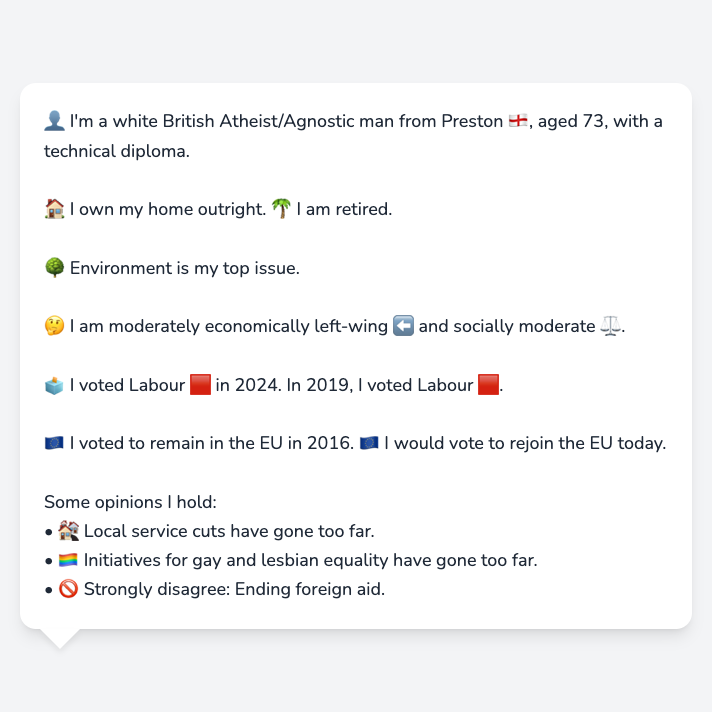 👤 I'm a white British Atheist/Agnostic man from Preston 🏴󠁧󠁢󠁥󠁮󠁧󠁿, aged 73, with a
technical diploma.
🏠 I own my home outright. 🌴 I am retired.
🌳 Environment is my top issue.
🤔 I am moderately economically left-wing ⬅️ and socially moderate ⚖️.
🗳️ I voted Labour 🟥 in 2024. In 2019, I voted Labour 🟥.
🇪🇺 I voted to remain in the EU in 2016. 🇪🇺 I would vote to rejoin the EU today.
Some opinions I hold:
• 🏚️ Local service cuts have gone too far.
• 🏳️‍🌈 Initiatives for gay and lesbian equality have gone too far.
• 🚫 Strongly disagree: Ending foreign aid.